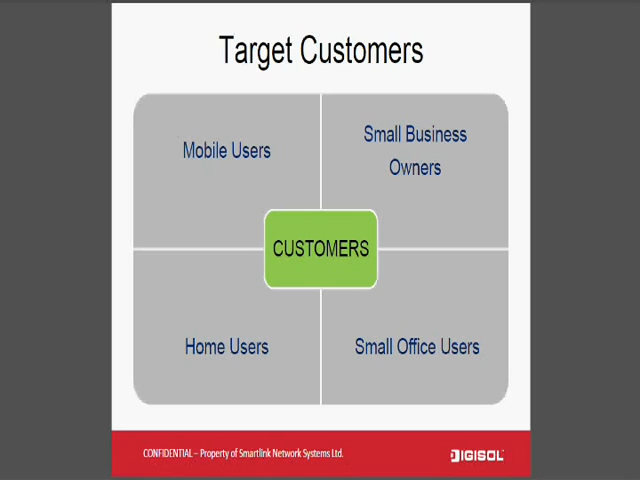 Target Customers
Mobile Users
Small Business
Owners
CUSTOMERS
Home Users
Small Office Users
CONFIDENTIAL – Property of Smartlink Network Systems Ltd.
DIGISOL